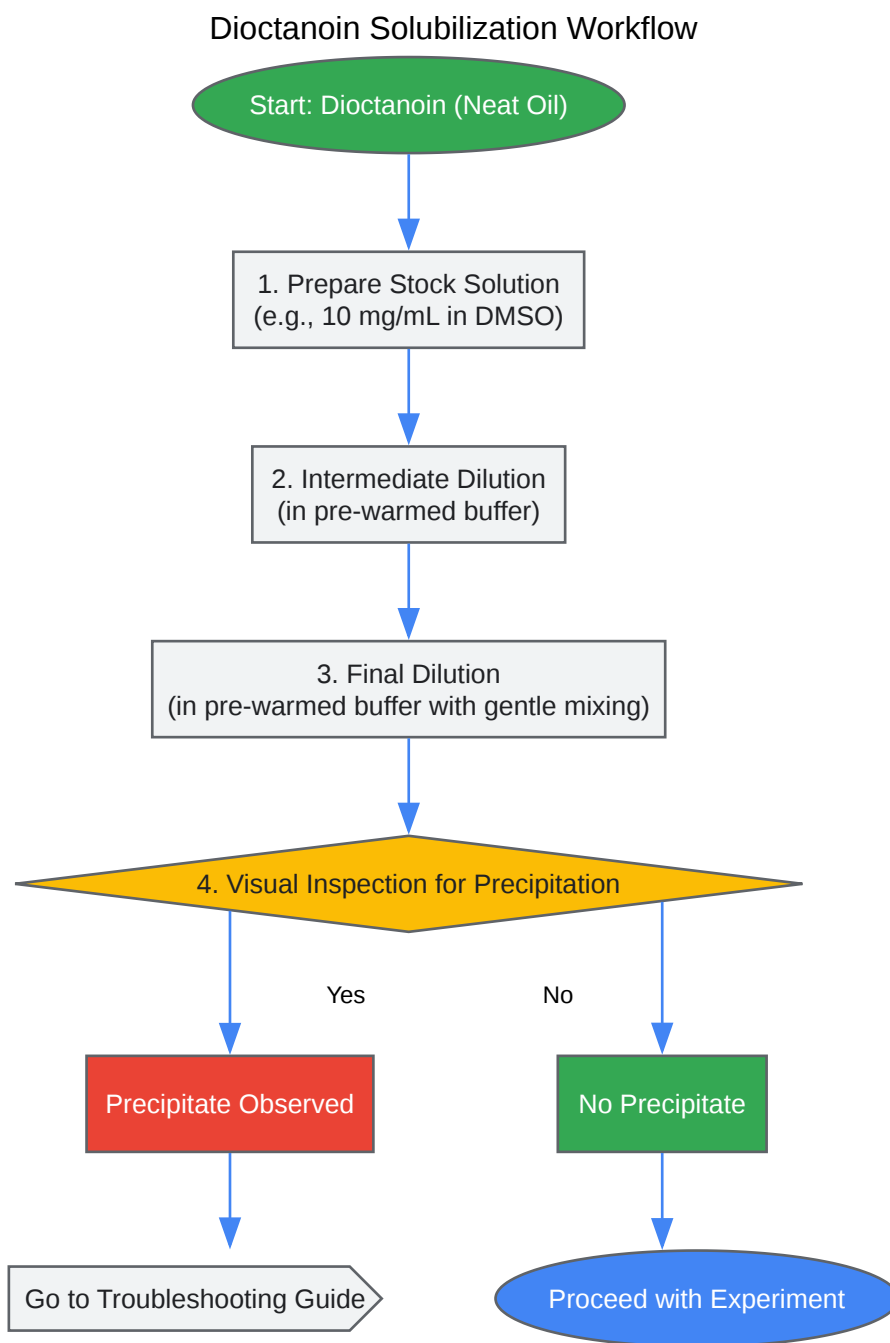 Dioctanoin Solubilization Workflow
Start: Dioctanoin (Neat Oil)
1. Prepare Stock Solution
(e.g., 10 mg/mL in DMSO)
2. Intermediate Dilution
(in pre-warmed buffer)
3. Final Dilution
(in pre-warmed buffer with gentle mixing)
4. Visual Inspection for Precipitation
Yes
No
Precipitate Observed
No Precipitate
Go to Troubleshooting Guide
Proceed with Experiment